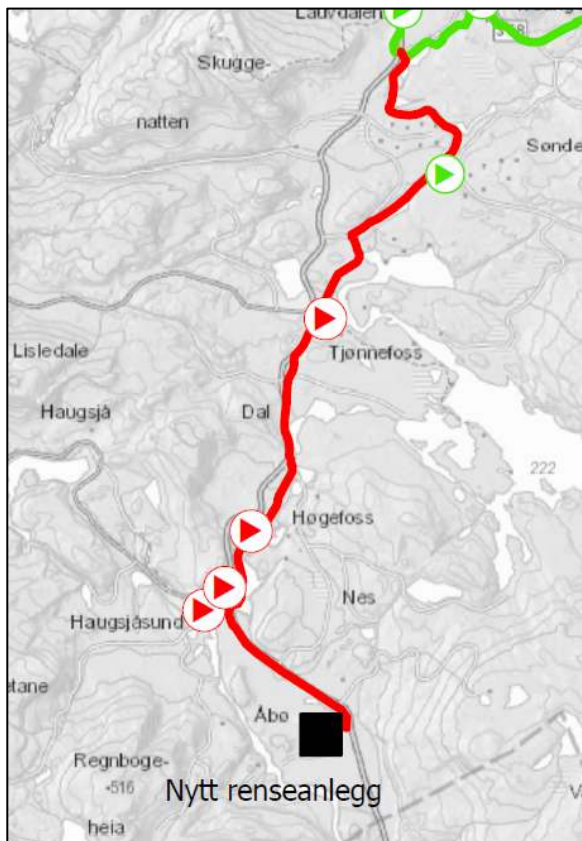 Skugge-
natten
Sønde
Lisledale
Tjønnefoss
Haugsjå
Dal
222
Høgefoss
Nes
Haugsjåsund
etane
Åbø
Regnboge-
-516
heia
Nytt renseanlegg